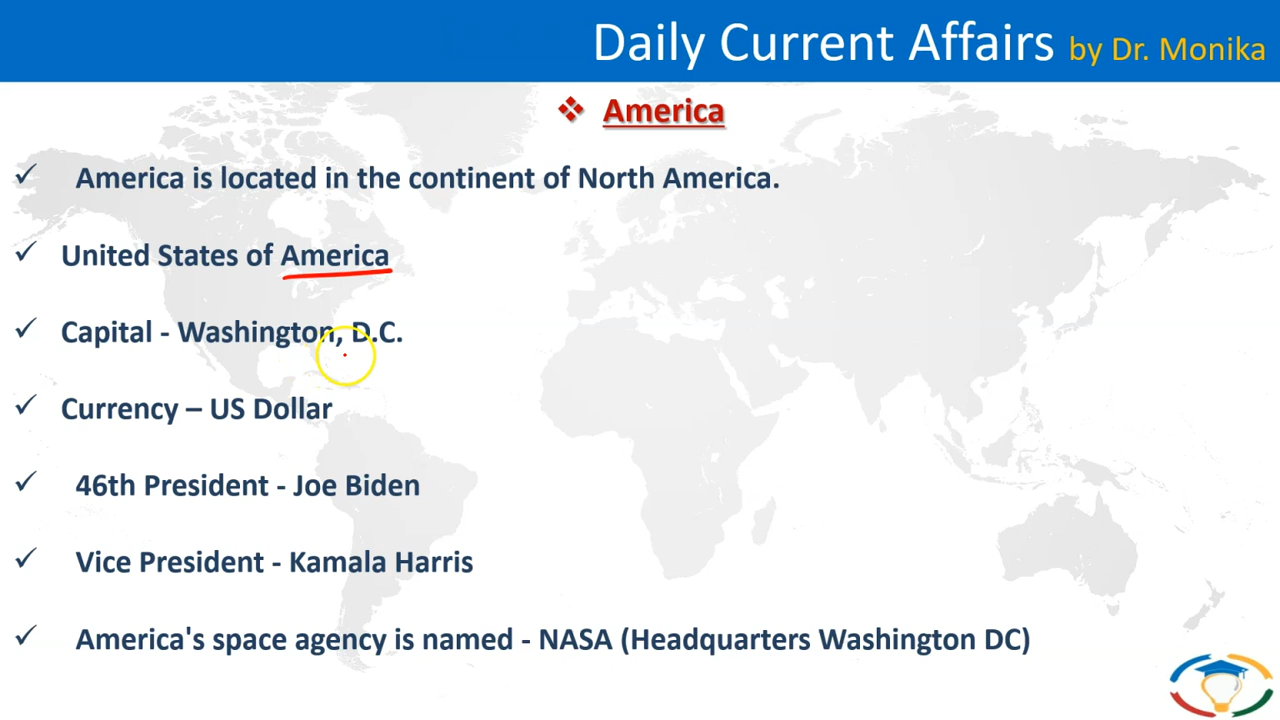 Daily Current Affairs by Dr. Monika
❖ America
✓ America is located in the continent of North America.
✓ United States of America
✓ Capital - Washington, D.C.
✓ Currency – US Dollar
✓ 46th President - Joe Biden
✓ Vice President - Kamala Harris
✓ America's space agency is named - NASA (Headquarters Washington DC)